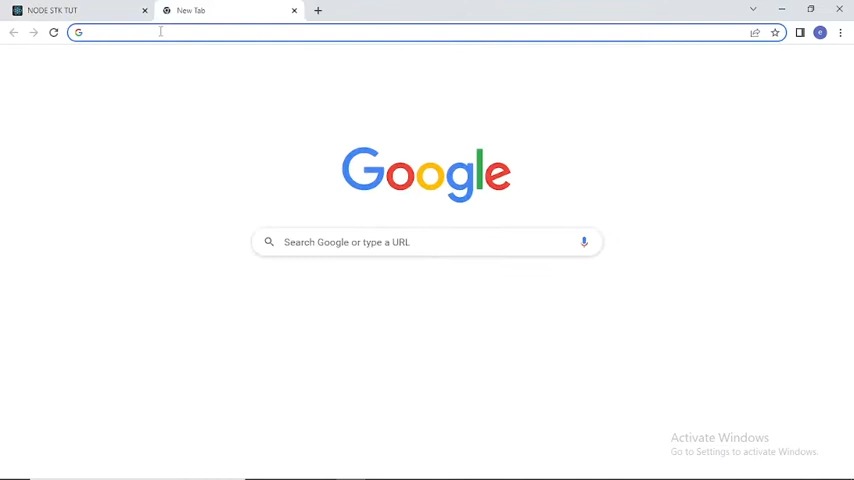 NODE STK TUT
New Tab
e
Google
Search Google or type a URL
Activate Windows
Go to Settings to activate Windows.